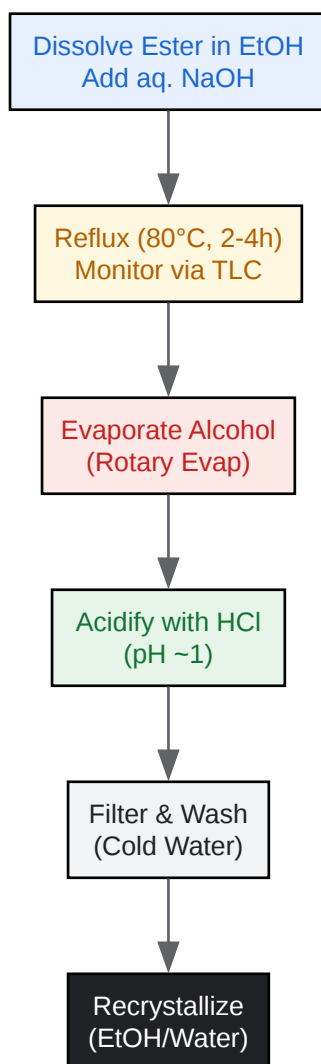 Dissolve Ester in EtOH
Add aq. NaOH
Reflux (80°C, 2-4h)
Monitor via TLC
Evaporate Alcohol
(Rotary Evap)
Acidify with HCl
(pH ~1)
Filter & Wash
(Cold Water)
Recrystallize
(EtOH/Water)